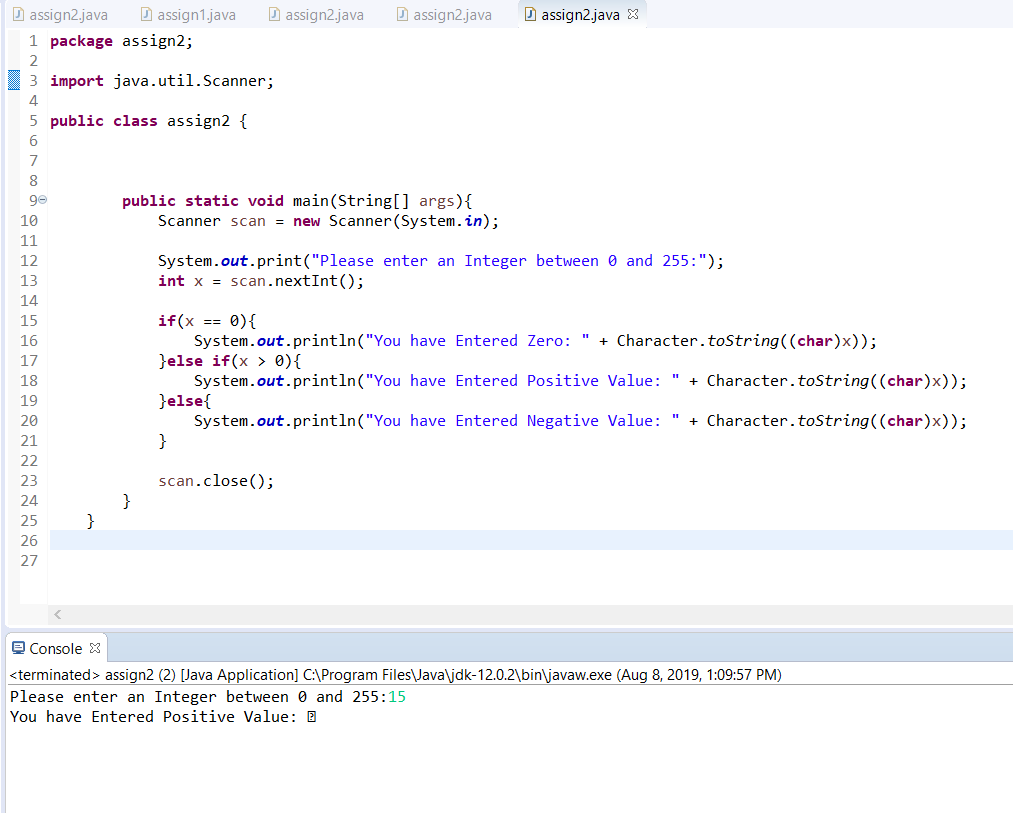 assign2.java assign1.java assign2.java assign2.java assign2.java
1 package assign2;
2
3 import java.util.Scanner;
4
5 public class assign2 {
6
7
8
9 public static void main(String[] args){
10 Scanner scan = new Scanner(System.in);
11
12 System.out.print("Please enter an Integer between 0 and 255:");
13 int x = scan.nextInt();
14
15 if(x == 0){
16 System.out.println("You have Entered Zero: " + Character.toString((char)x));
17 }else if(x > 0){
18 System.out.println("You have Entered Positive Value: " + Character.toString((char)x));
19 }else{
20 System.out.println("You have Entered Negative Value: " + Character.toString((char)x));
21 }
22
23 scan.close();
24 }
25 }
26
27
Console
<terminated> assign2 (2) [Java Application] C:\Program Files\Java\jdk-12.0.2\bin\javaw.exe (Aug 8, 2019, 1:09:57 PM)
Please enter an Integer between 0 and 255:15
You have Entered Positive Value: &#xFFFD;